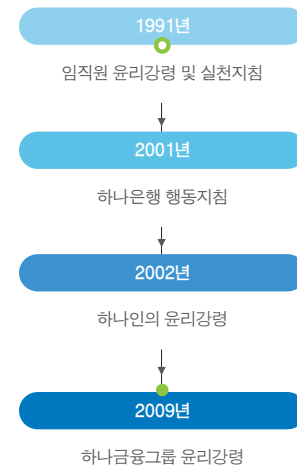 1991년
임직원 윤리강령 및 실천지침
2001년
하나은행 행동지침
2002년
하나인의 윤리강령
2009년
하나금융그룹 윤리강령